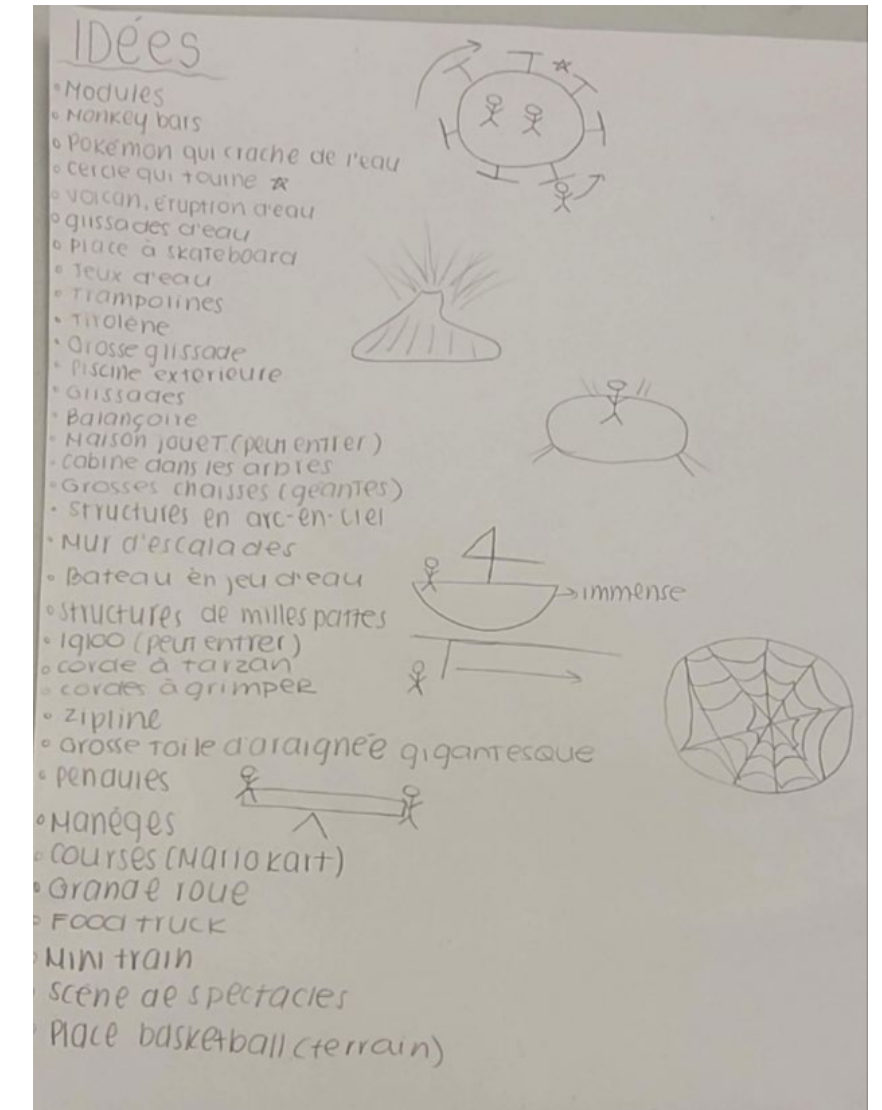 IDées
• Modules
• Monkey bars
• Pokémon qui crache de l'eau
• cercle qui tourne ☆
• volcan, éruption d'eau
• glissades d'eau
• Place à skateboard
• Jeux d'eau
• Trampolines
• Tirolène
• Grosse glissade
• Piscine exterieure
• Glissades
• Balançoire
• Maison jouet (peut entrer)
• cabine dans les arbres
• Grosses chaisses (géantes)
• structures en arc-en-ciel
• Mur d'escalades
• Bateau en jeu d'eau
→ immense
• structures de milles pattes
• igloo (peut entrer)
• corde à tarzan
• cordes à grimper
• zipline
• Grosse toile d'araignée gigantesque
• Pendules
• Manèges
• courses (Mario kart)
• Grande roue
• Food truck
• Mini train
• scène de spectacles
• Place basketball (terrain)